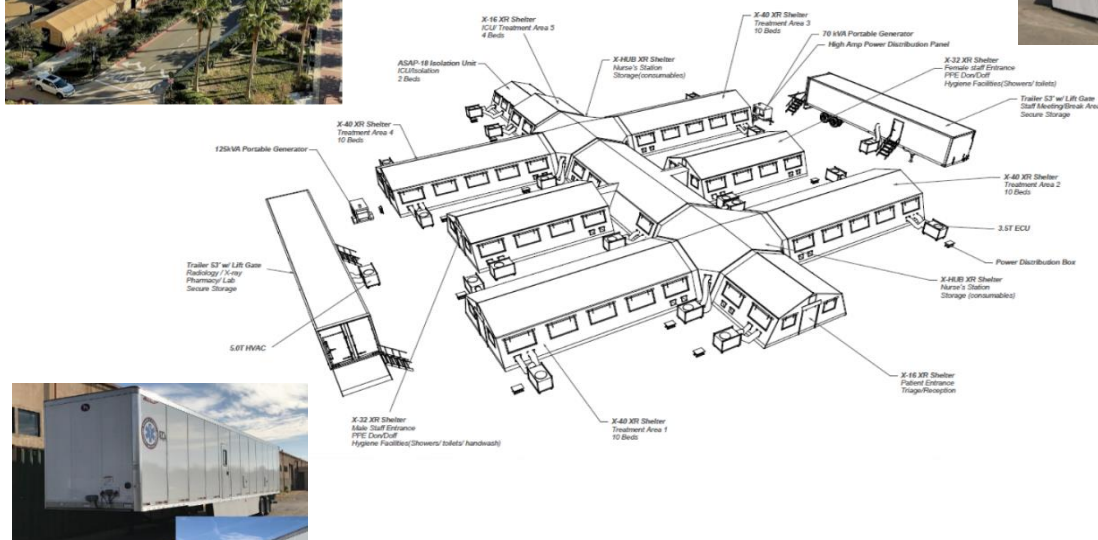 X-16 XR Shelter
ICU/ Treatment Area 5
4 Beds
X-40 XR Shelter
Treatment Area 3
10 Beds
70 kVA Portable Generator
High Amp Power Distribution Panel
ASAP-18 Isolation Unit
ICU/Isolation
2 Beds
X-HUB XR Shelter
Nurse's Station
Storage(consumables)
X-32 XR Shelter
Female staff Entrance
PPE Don/Doff
Hygiene Facilities(Showers/ toilets)
Trailer 53' w/ Lift Gate
Staff Meeting/Break Area
Secure Storage
X-40 XR Shelter
Treatment Area 4
10 Beds
125kVA Portable Generator
X-40 XR Shelter
Treatment Area 2
10 Beds
3.5T ECU
Power Distribution Box
Trailer 53' w/ Lift Gate
Radiology / X-ray
Pharmacy/ Lab
Secure Storage
X-HUB XR Shelter
Nurse's Station
Storage (consumables)
5.0T HVAC
X-16 XR Shelter
Patient Entrance
Triage/Reception
X-32 XR Shelter
Male Staff Entrance
PPE Don/Doff
Hygiene Facilities(Showers/ toilets/ handwash)
X-40 XR Shelter
Treatment Area 1
10 Beds